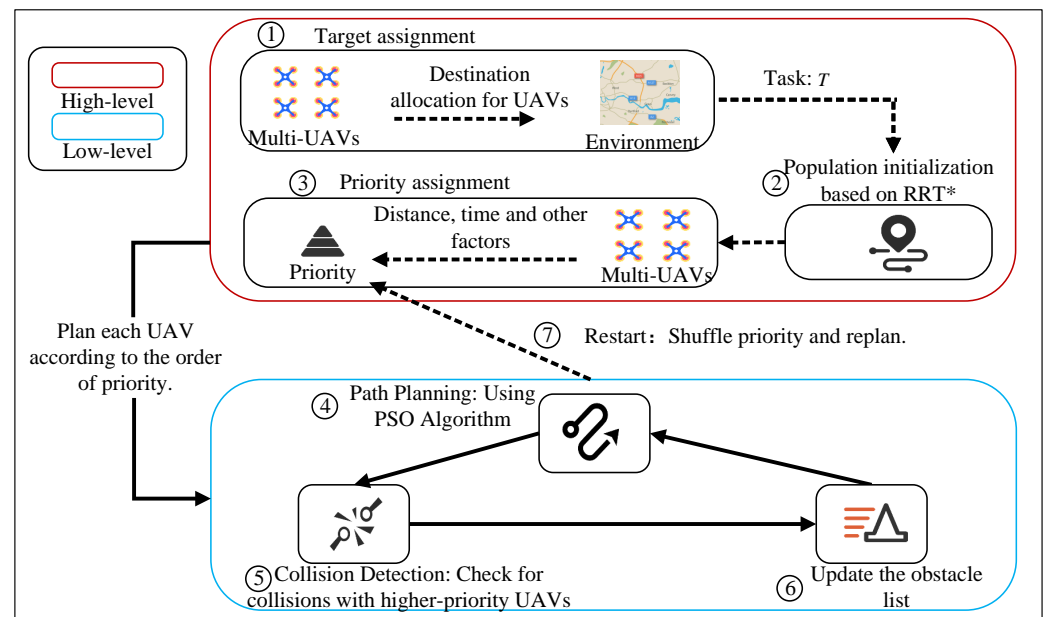 High-level
Low-level
① Target assignment
Destination
allocation for UAVs
Multi-UAVs
Environment
Task: T
② Population initialization
based on RRT*
③ Priority assignment
Distance, time and other
factors
Priority
Multi-UAVs
Plan each UAV
according to the order
of priority.
⑦ Restart：Shuffle priority and replan.
④ Path Planning: Using
PSO Algorithm
⑤ Collision Detection: Check for
collisions with higher-priority UAVs
⑥ Update the obstacle
list